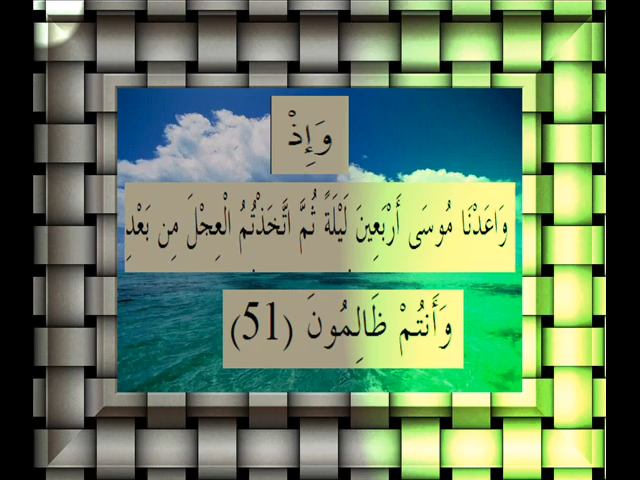 وَإِذْ
وَاعَدْنَا مُوسَى أَرْبَعِينَ لَيْلَةً ثُمَّ اتَّخَذْتُمُ الْعِجْلَ مِن بَعْدِ
وَأَنتُمْ ظَالِمُونَ (51)